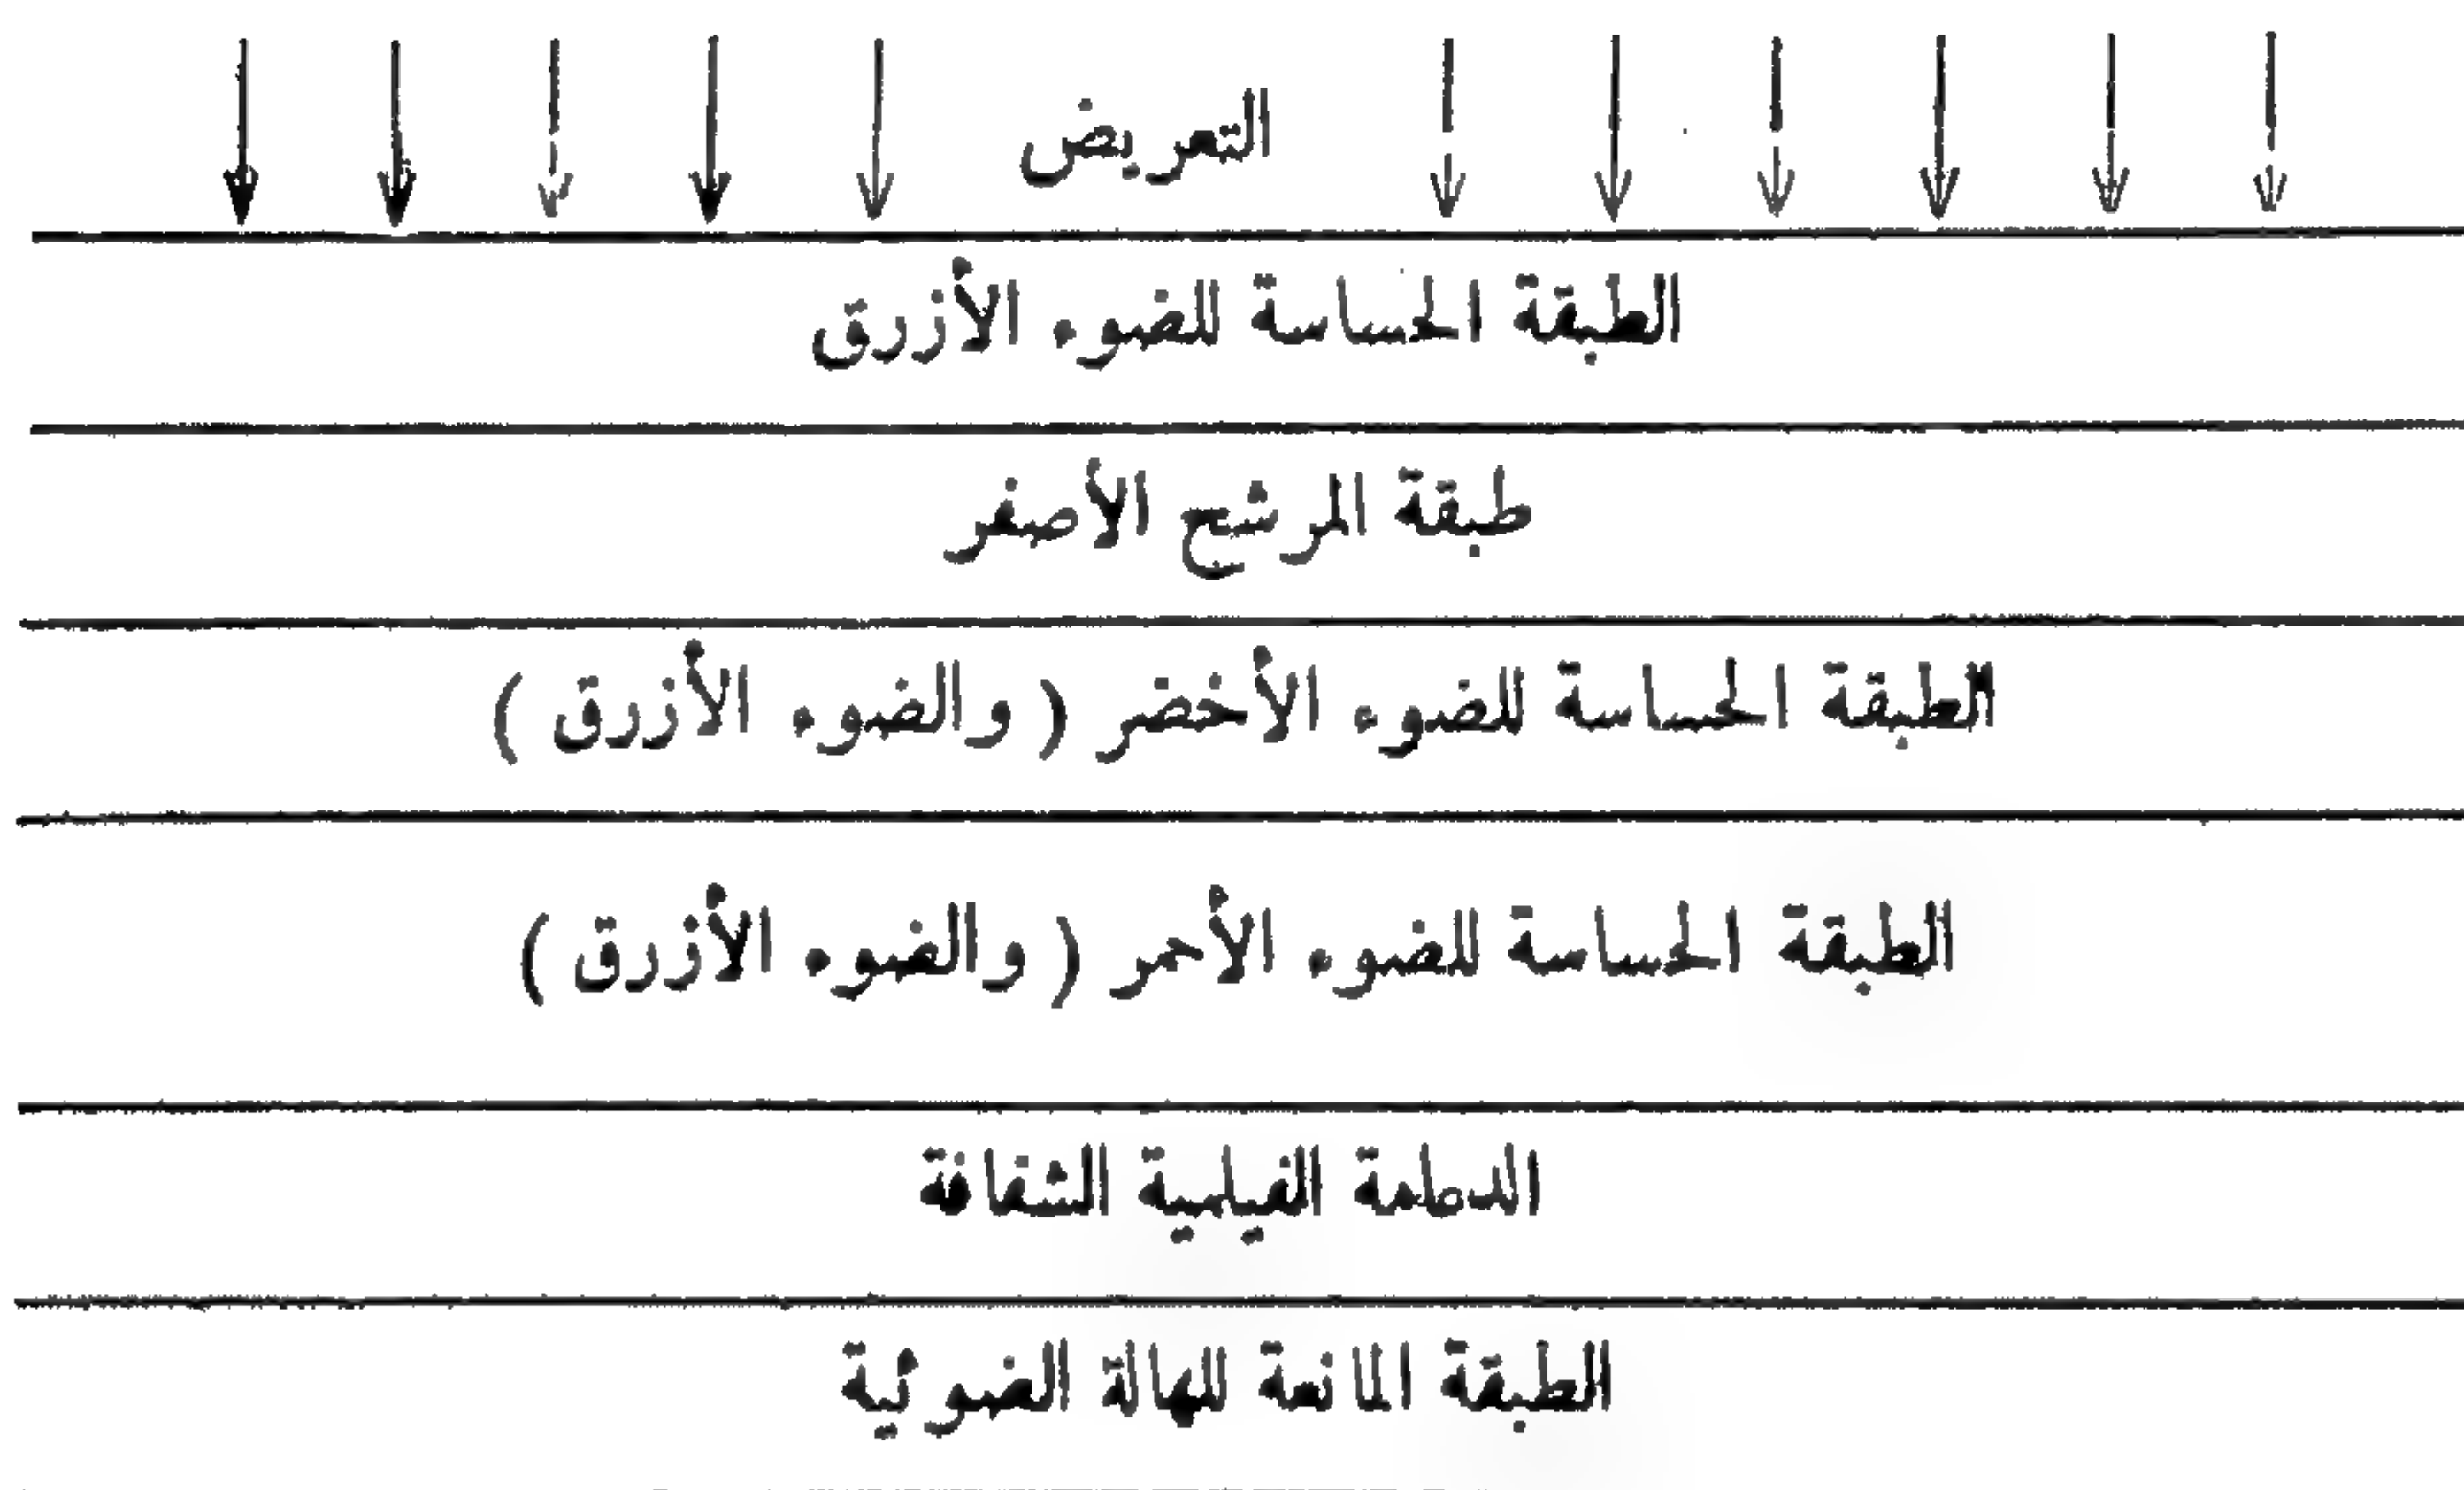 التعريض
الطبقة الحساسة للضوء الأزرق
طبقة المرشح الأصفر
الطبقة الحساسة للضوء الأخضر ( والضوء الأزرق )
الطبقة الحساسة للضوء الأحمر ( والضوء الأزرق )
الفيلمية الشفافة
الطبقة المانعة للهالة الضوئية